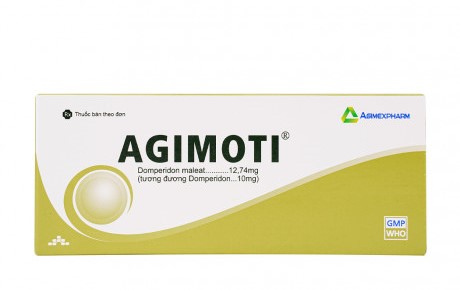 Rx Thuốc bán theo đơn
AGIMEXPHARM
AGIMOTI®
Domperidon maleat...........12,74mg
(tương đương Domperidon...10mg)
GMP
WHO